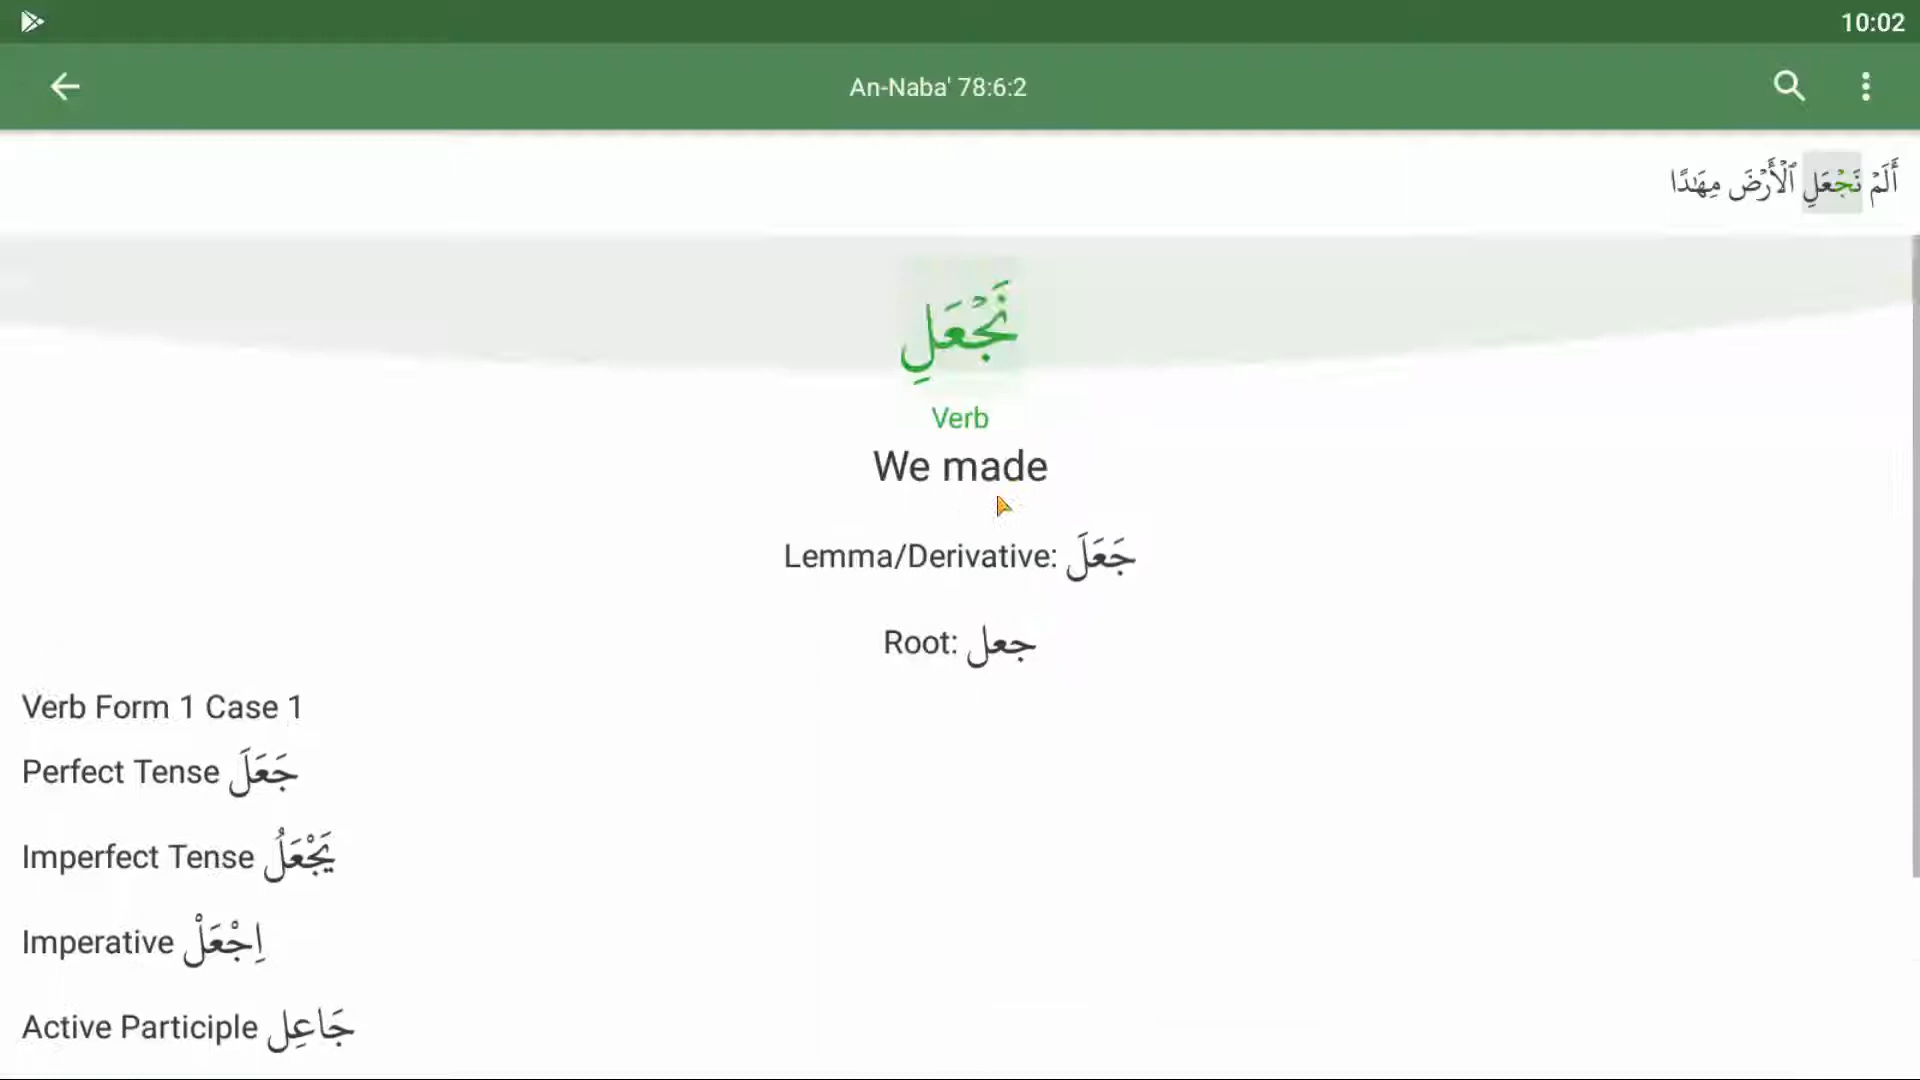 10:02
An-Naba' 78:6:2
أَلَمْ نَجْعَلِ ٱلْأَرْضَ مِهَٰدًا
نَجْعَلِ
Verb
We made
Lemma/Derivative: جَعَلَ
Root: جعل
Verb Form 1 Case 1
Perfect Tense جَعَلَ
Imperfect Tense يَجْعَلُ
Imperative اِجْعَلْ
Active Participle جَاعِل